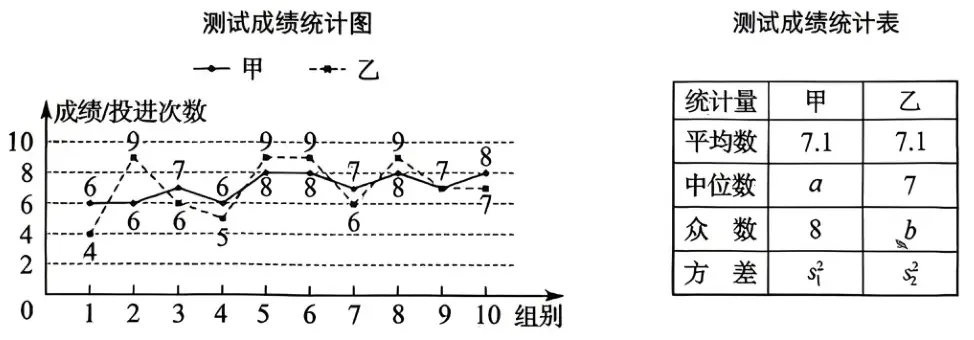 测试成绩统计图
甲 乙
成绩/投进次数
10
8
6
4
2
0
6 9 7 6 9 9 7 9 7 8
4 6 6 5 8 8 6 8 7
1 2 3 4 5 6 7 8 9 10 组别
测试成绩统计表
统计量 甲 乙
平均数 7.1 7.1
中位数 a 7
众 数 8 b
方 差 s₁² s₂²